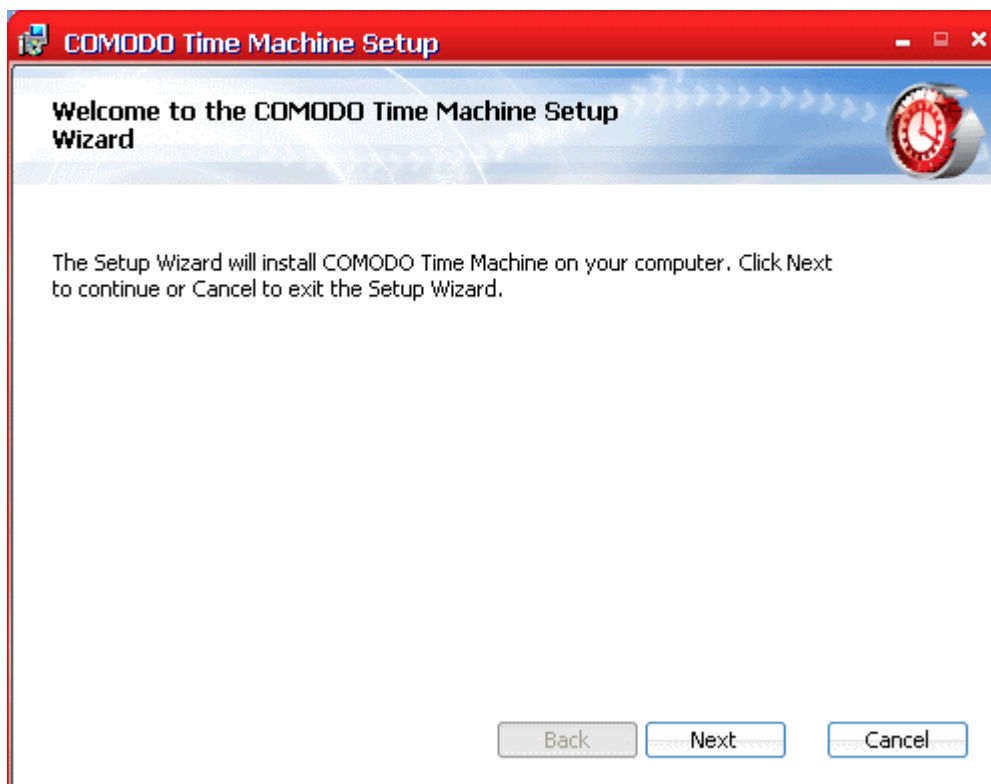 COMODO Time Machine Setup
Welcome to the COMODO Time Machine Setup
Wizard
The Setup Wizard will install COMODO Time Machine on your computer. Click Next
to continue or Cancel to exit the Setup Wizard.
Back Next Cancel